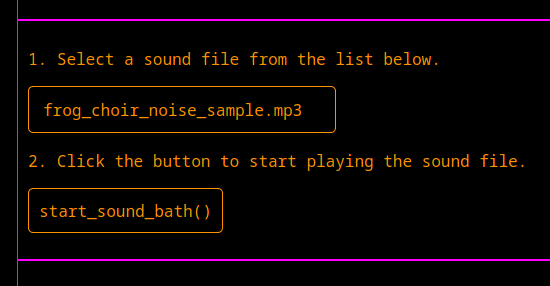 1. Select a sound file from the list below.
frog_choir_noise_sample.mp3
2. Click the button to start playing the sound file.
start_sound_bath()